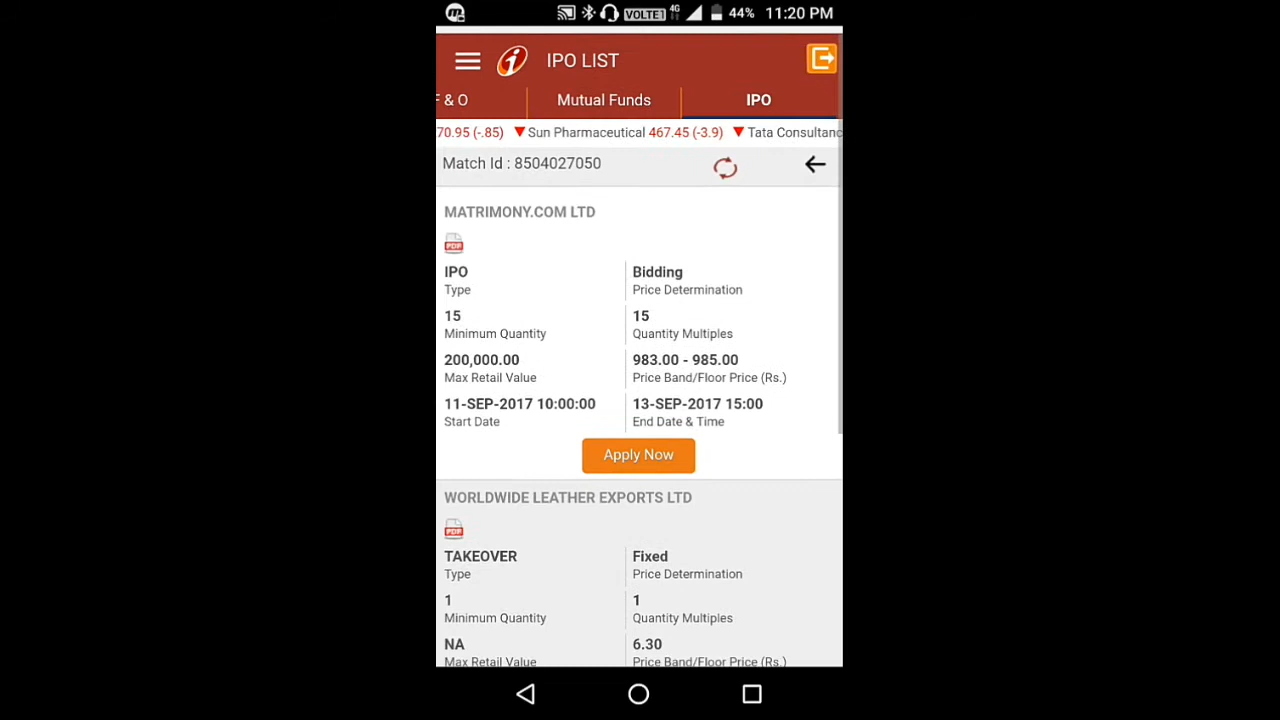 VOLTE1 4G 44% 11:20 PM
IPO LIST
F & O Mutual Funds IPO
70.95 (-.85) ▼Sun Pharmaceutical 467.45 (-3.9) ▼Tata Consultanc
Match Id : 8504027050
MATRIMONY.COM LTD
PDF
IPO Bidding
Type Price Determination
15 15
Minimum Quantity Quantity Multiples
200,000.00 983.00 - 985.00
Max Retail Value Price Band/Floor Price (Rs.)
11-SEP-2017 10:00:00 13-SEP-2017 15:00
Start Date End Date & Time
Apply Now
WORLDWIDE LEATHER EXPORTS LTD
PDF
TAKEOVER Fixed
Type Price Determination
1 1
Minimum Quantity Quantity Multiples
NA 6.30
Max Retail Value Price Band/Floor Price (Rs.)